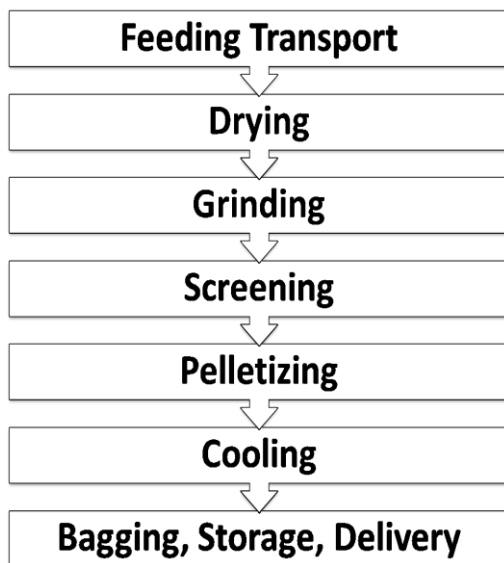 Feeding Transport
Drying
Grinding
Screening
Pelletizing
Cooling
Bagging, Storage, Delivery